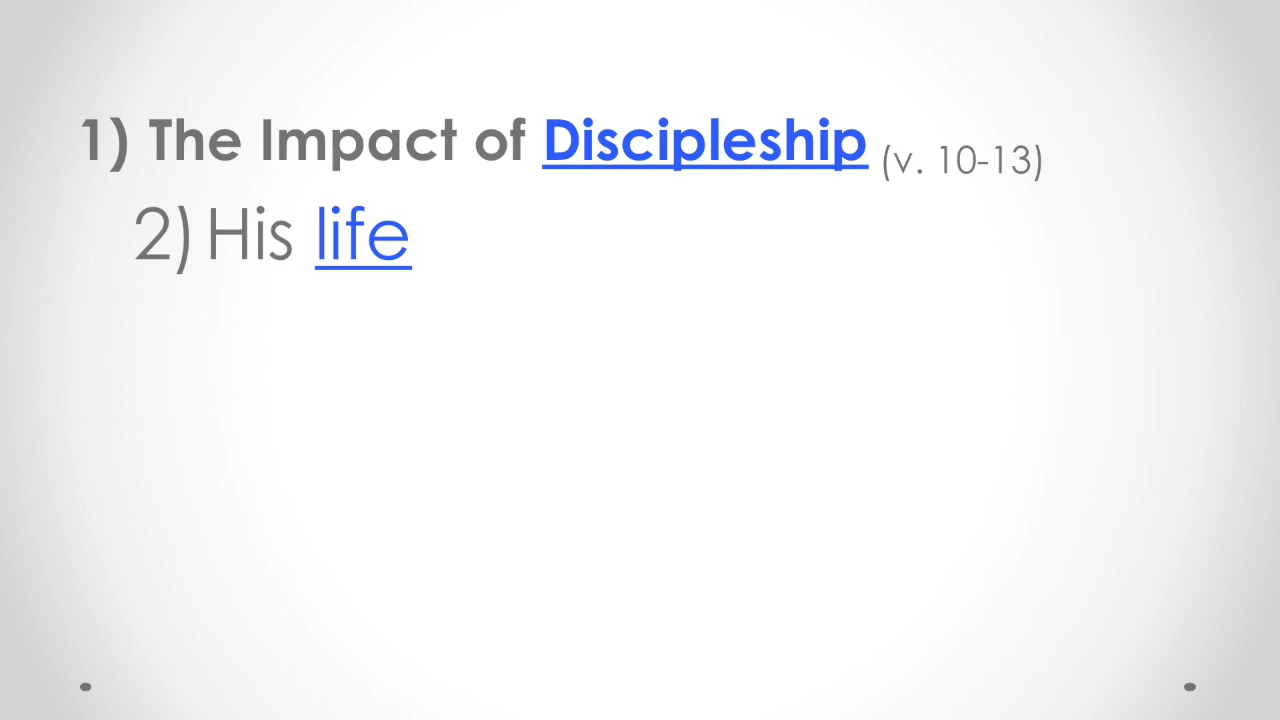 1) The Impact of Discipleship (v. 10-13)
2) His life